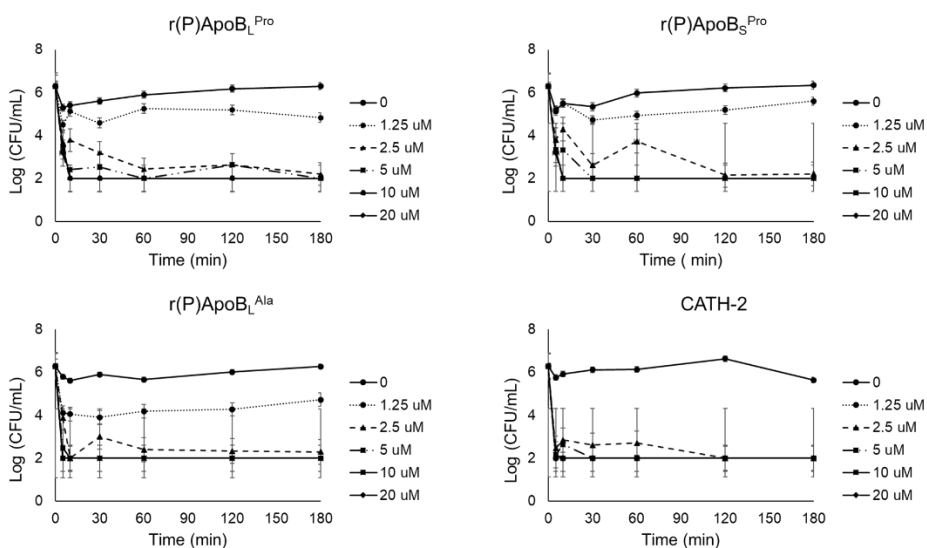 r(P)ApoB_L^Pro
8
6
4
2
0
Log (CFU/mL)
0 30 60 90 120 150 180
Time (min)
0
1.25 uM
2.5 uM
5 uM
10 uM
20 uM
r(P)ApoB_S^Pro
8
6
4
2
0
Log (CFU/mL)
0 30 60 90 120 150 180
Time ( min)
0
1.25 uM
2.5 uM
5 uM
10 uM
20 uM
r(P)ApoB_L^Ala
8
6
4
2
0
Log (CFU/mL)
0 30 60 90 120 150 180
Time (min)
0
1.25 uM
2.5 uM
5 uM
10 uM
20 uM
CATH-2
8
6
4
2
0
Log (CFU/mL)
0 30 60 90 120 150 180
Time (min)
0
1.25 uM
2.5 uM
5 uM
10 uM
20 uM